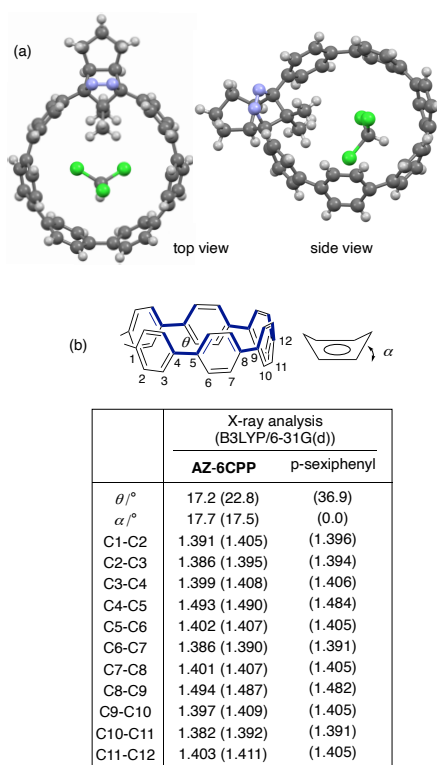 (a)
top view
side view
(b)
θ
1
2
3
4
5
6
7
8
9
10
11
12
α
X-ray analysis
(B3LYP/6-31G(d))
AZ-6CPP p-sexiphenyl
θ/° 17.2 (22.8) (36.9)
α/° 17.7 (17.5) (0.0)
C1-C2 1.391 (1.405) (1.396)
C2-C3 1.386 (1.395) (1.394)
C3-C4 1.399 (1.408) (1.406)
C4-C5 1.493 (1.490) (1.484)
C5-C6 1.402 (1.407) (1.405)
C6-C7 1.386 (1.390) (1.391)
C7-C8 1.401 (1.407) (1.405)
C8-C9 1.494 (1.487) (1.482)
C9-C10 1.397 (1.409) (1.405)
C10-C11 1.382 (1.392) (1.391)
C11-C12 1.403 (1.411) (1.405)